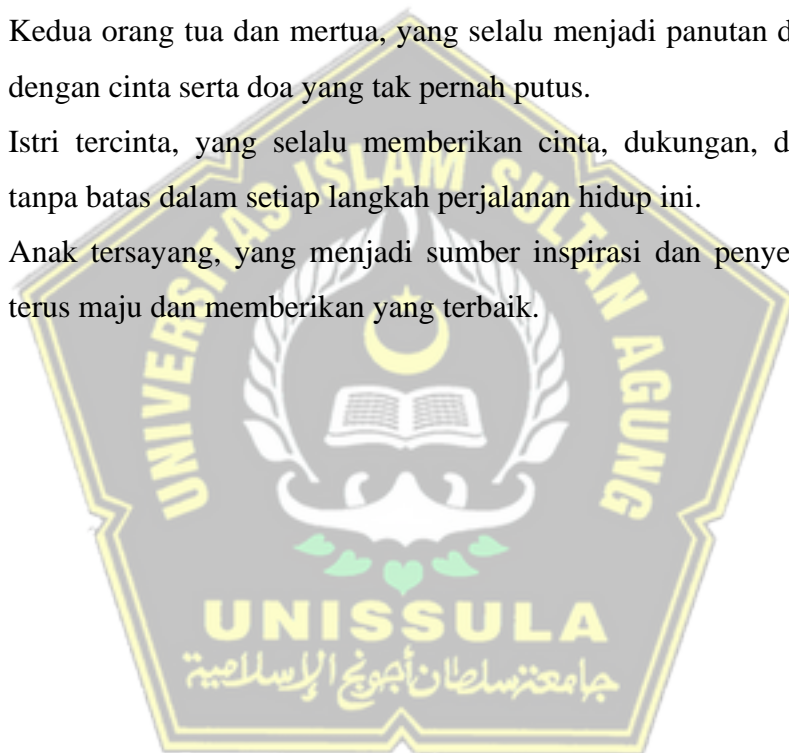 Kedua orang tua dan mertua, yang selalu menjadi panutan d
dengan cinta serta doa yang tak pernah putus.
Istri tercinta, yang selalu memberikan cinta, dukungan, d
tanpa batas dalam setiap langkah perjalanan hidup ini.
Anak tersayang, yang menjadi sumber inspirasi dan penye
terus maju dan memberikan yang terbaik.
UNIVERSITAS ISLAM SULTAN AGUNG
UNISSULA
جامعة سلطان أجونج الإسلامية